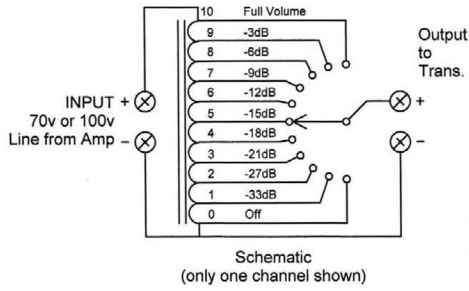 10 Full Volume
9 -3dB
8 -6dB
7 -9dB
6 -12dB
5 -15dB
4 -18dB
3 -21dB
2 -27dB
1 -33dB
0 Off
INPUT +
70v or 100v
Line from Amp −
Output
to
Trans.
+
−
Schematic
(only one channel shown)